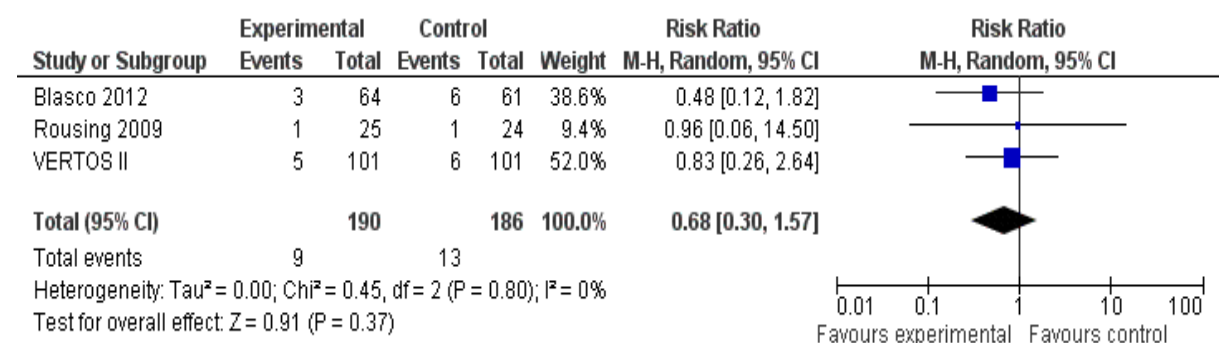 Experimental Control Risk Ratio Risk Ratio
Study or Subgroup Events Total Events Total Weight M-H, Random, 95% CI M-H, Random, 95% CI
Blasco 2012 3 64 6 61 38.6% 0.48 [0.12, 1.82]
Rousing 2009 1 25 1 24 9.4% 0.96 [0.06, 14.50]
VERTOS II 5 101 6 101 52.0% 0.83 [0.26, 2.64]
Total (95% CI) 190 186 100.0% 0.68 [0.30, 1.57]
Total events 9 13
Heterogeneity: Tau² = 0.00; Chi² = 0.45, df = 2 (P = 0.80); I² = 0%
Test for overall effect: Z = 0.91 (P = 0.37)
0.01 0.1 1 10 100
Favours experimental Favours control